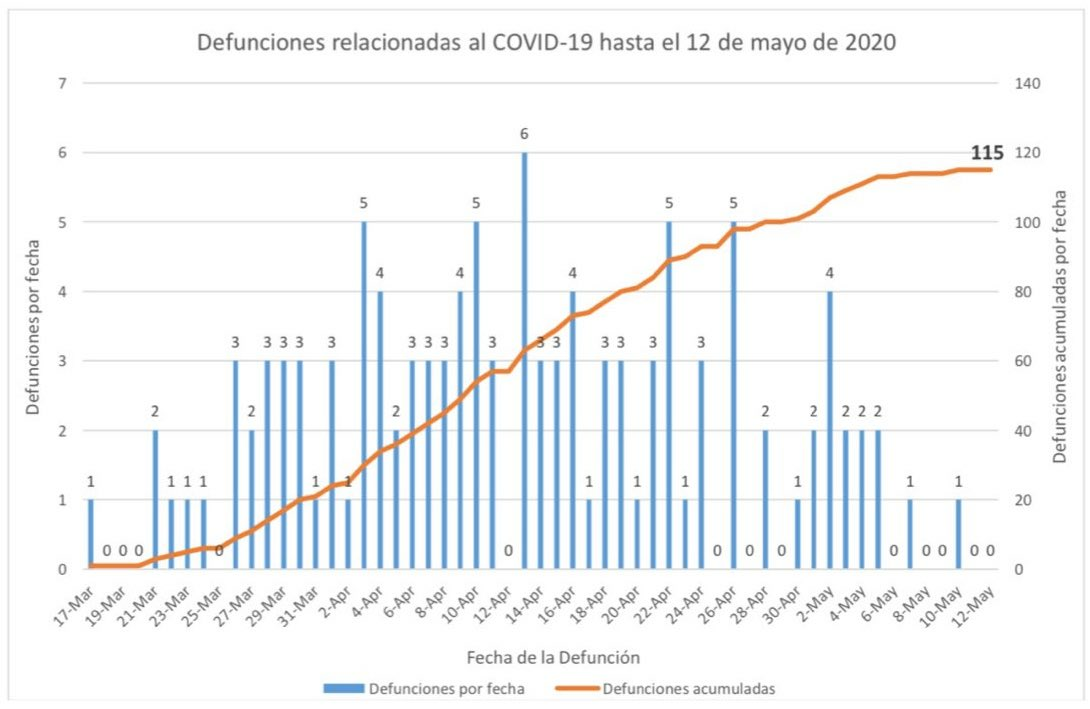 Defunciones relacionadas al COVID-19 hasta el 12 de mayo de 2020
7
6
5
4
3
2
1
0
Defunciones por fecha
140
120
100
80
60
40
20
0
Defunciones acumuladas por fecha
1
0
0
0
2
1
1
1
0
3
2
3
3
3
1
3
1
5
4
2
3
3
3
4
5
3
0
6
3
3
4
1
3
3
1
3
5
1
3
0
5
0
2
0
1
2
4
2
2
2
0
1
0
0
1
0
0
115
17-Mar
19-Mar
21-Mar
23-Mar
25-Mar
27-Mar
29-Mar
31-Mar
2-Apr
4-Apr
6-Apr
8-Apr
10-Apr
12-Apr
14-Apr
16-Apr
18-Apr
20-Apr
22-Apr
24-Apr
26-Apr
28-Apr
30-Apr
2-May
4-May
6-May
8-May
10-May
12-May
Fecha de la Defunción
Defunciones por fecha
Defunciones acumuladas